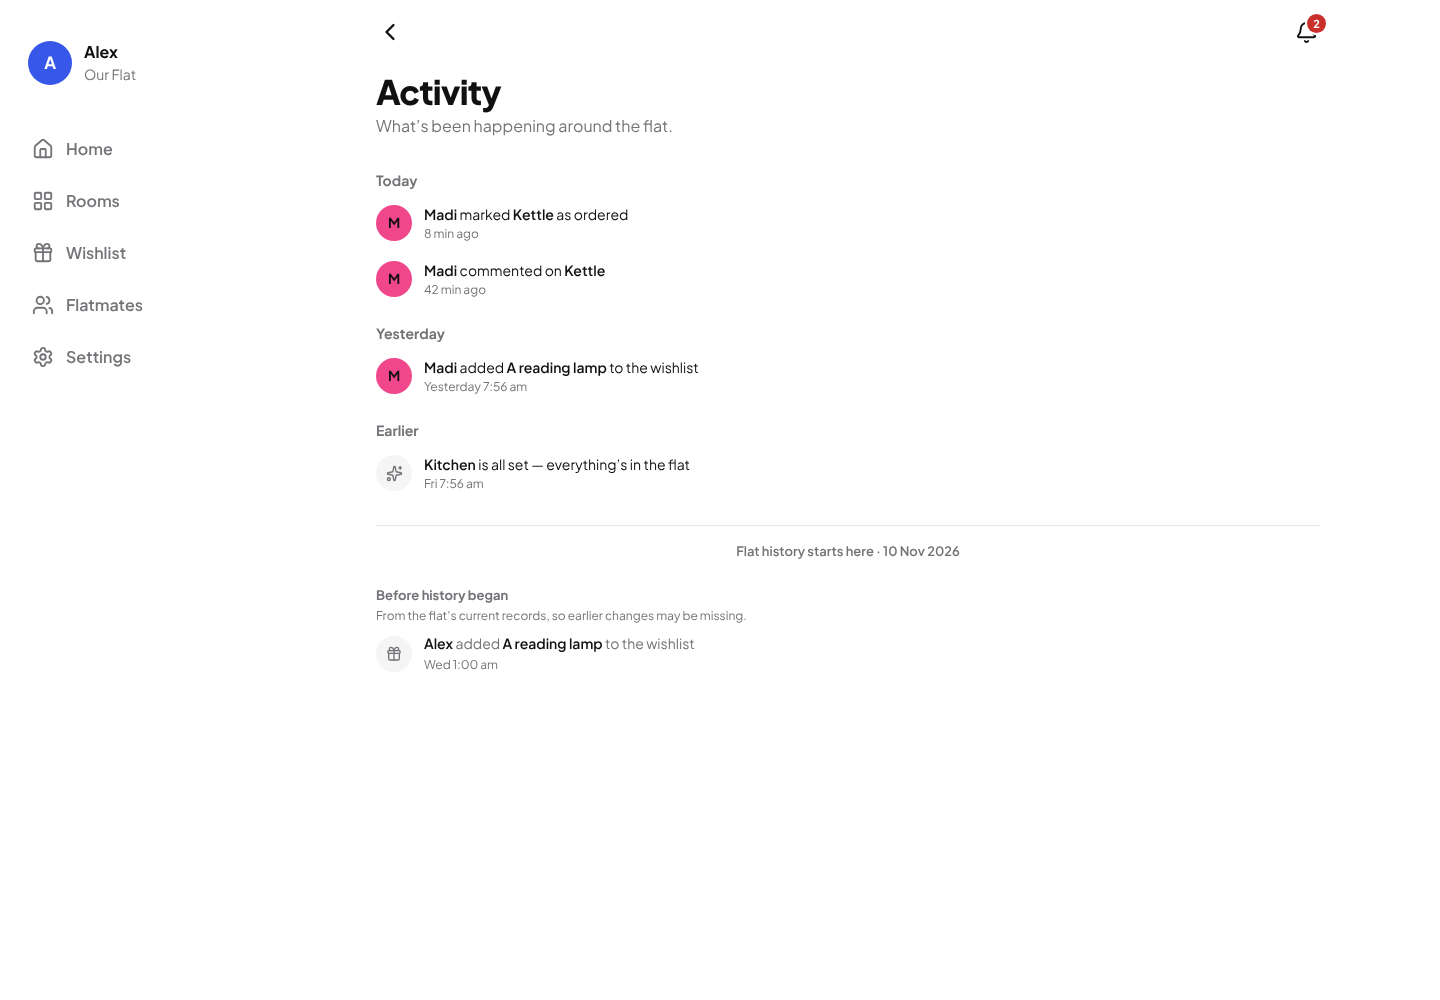 A
Alex
Our Flat
Home
Rooms
Wishlist
Flatmates
Settings
2
Activity
What’s been happening around the flat.
Today
M
Madi marked Kettle as ordered
8 min ago
M
Madi commented on Kettle
42 min ago
Yesterday
M
Madi added A reading lamp to the wishlist
Yesterday 7:56 am
Earlier
Kitchen is all set — everything’s in the flat
Fri 7:56 am
Flat history starts here · 10 Nov 2026
Before history began
From the flat’s current records, so earlier changes may be missing.
Alex added A reading lamp to the wishlist
Wed 1:00 am